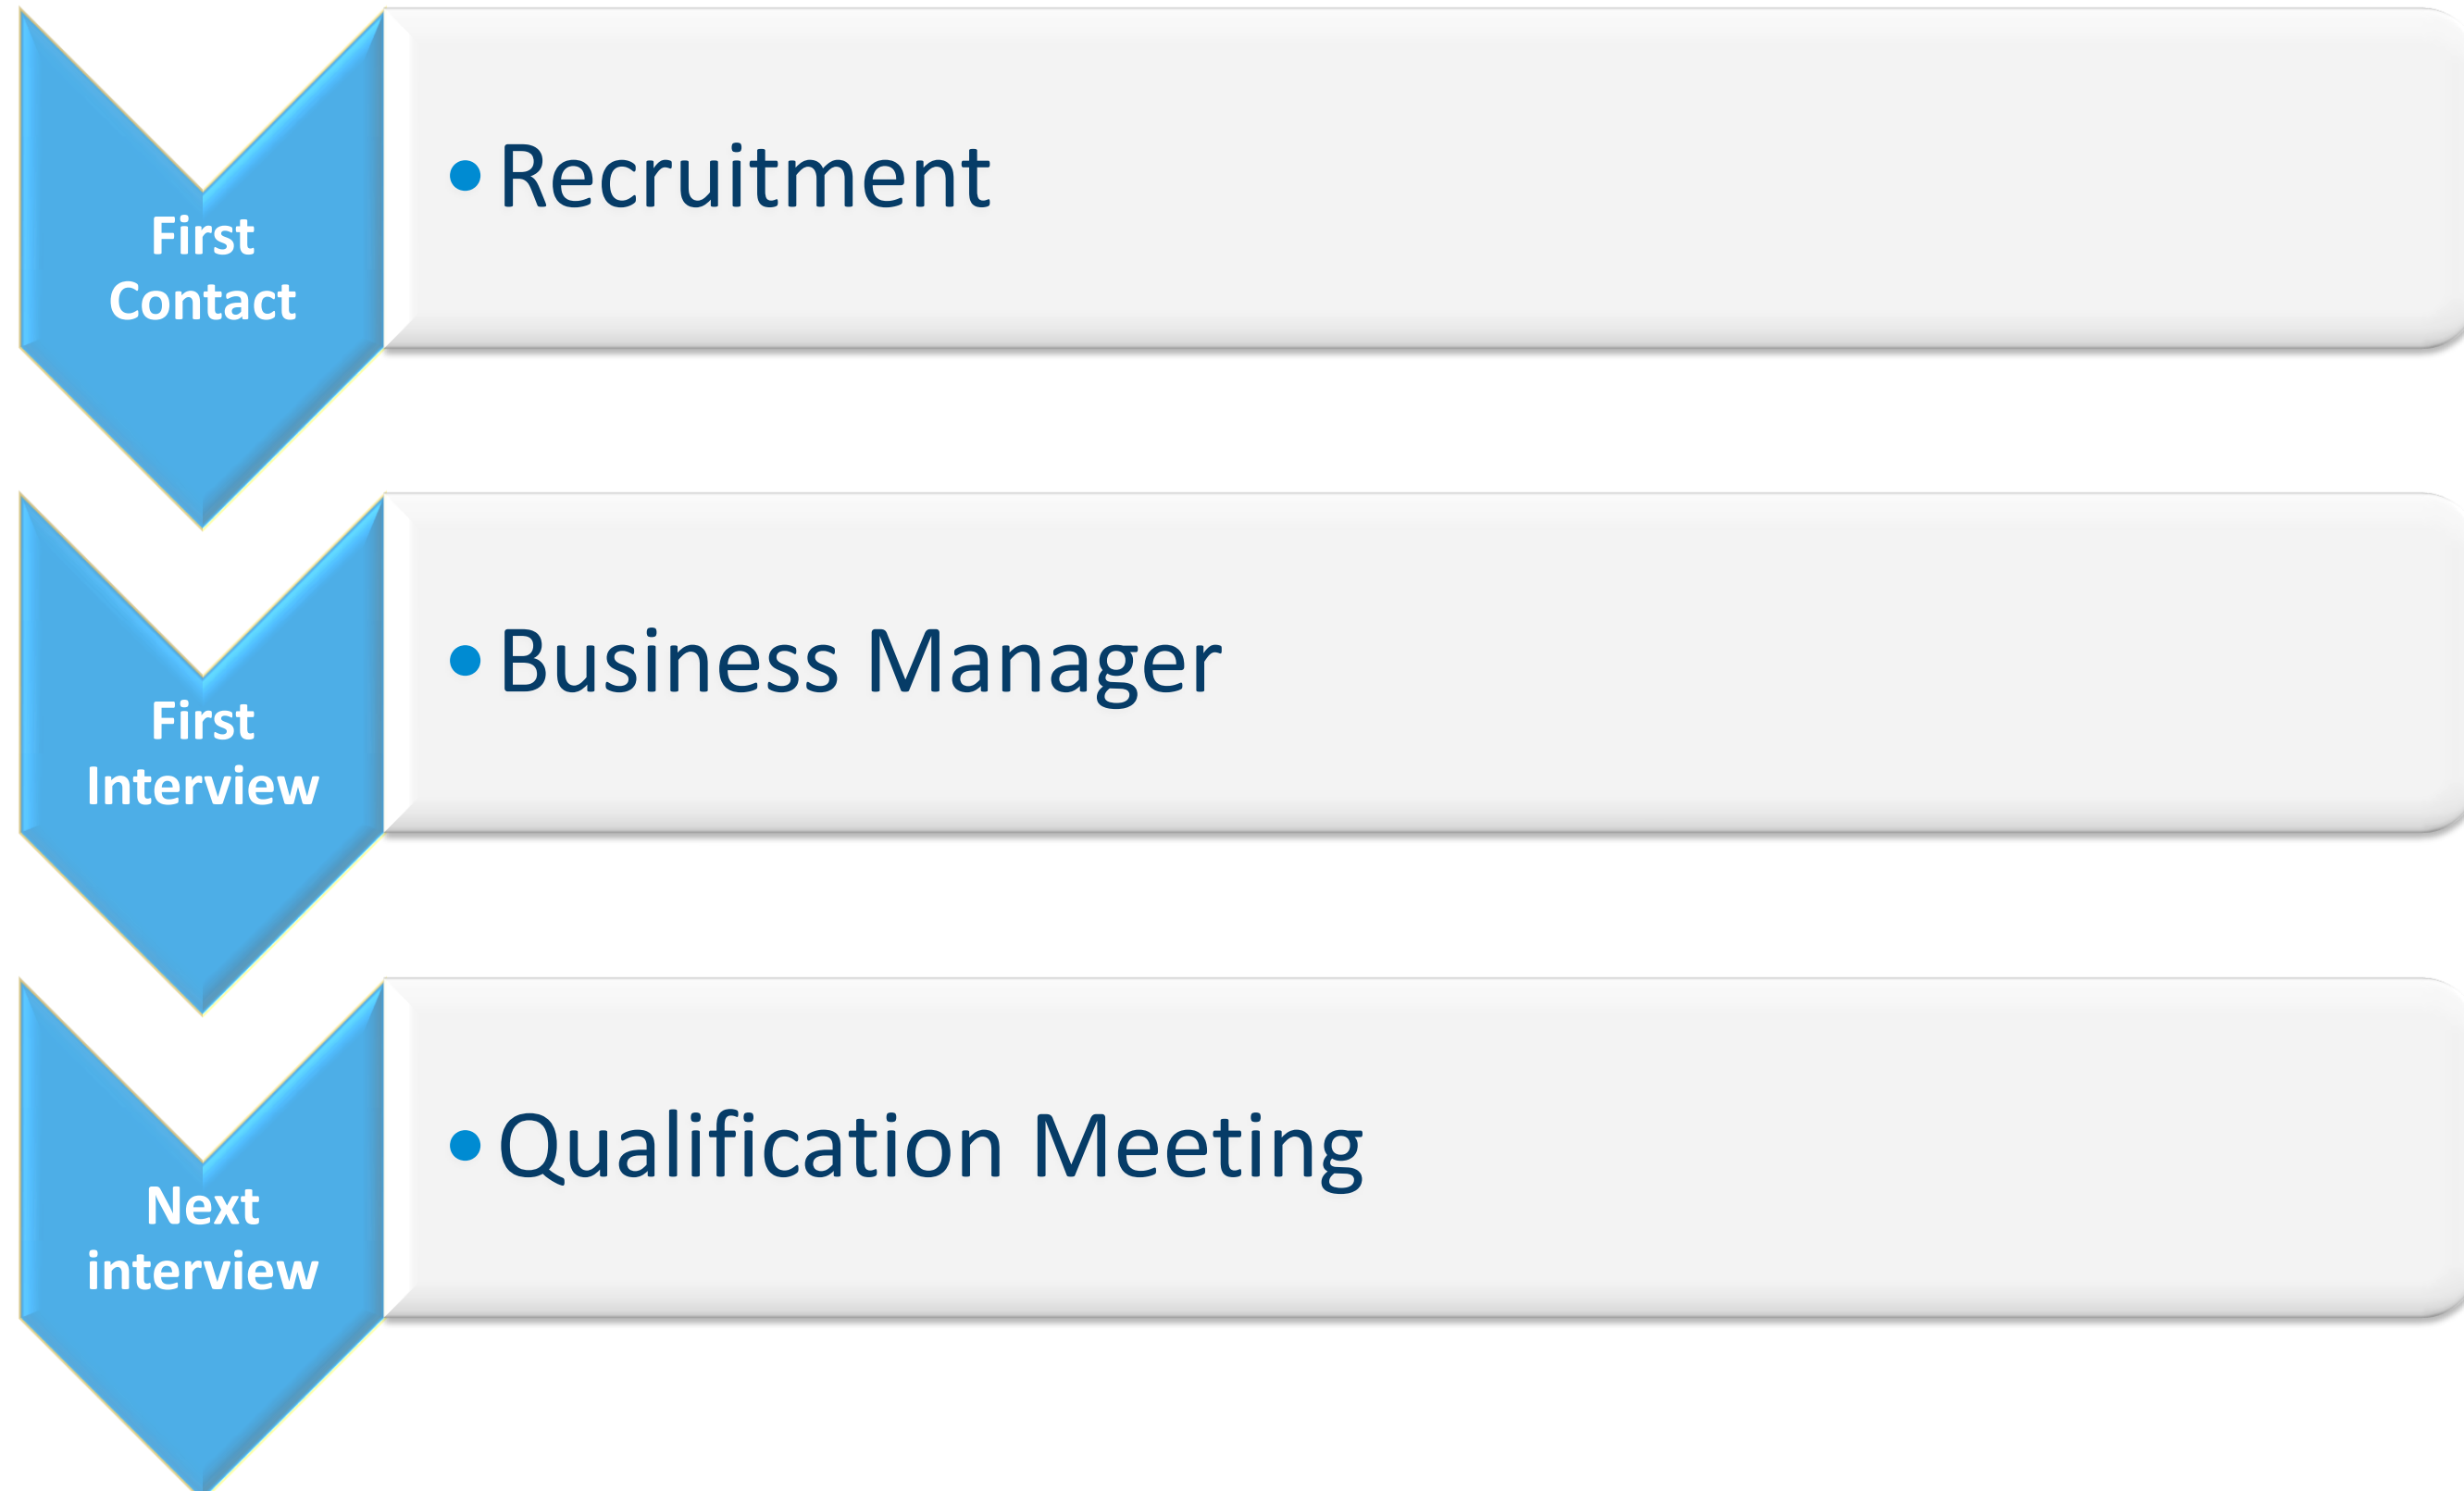 First
Contact
• Recruitment
First
Interview
• Business Manager
Next
interview
• Qualification Meeting